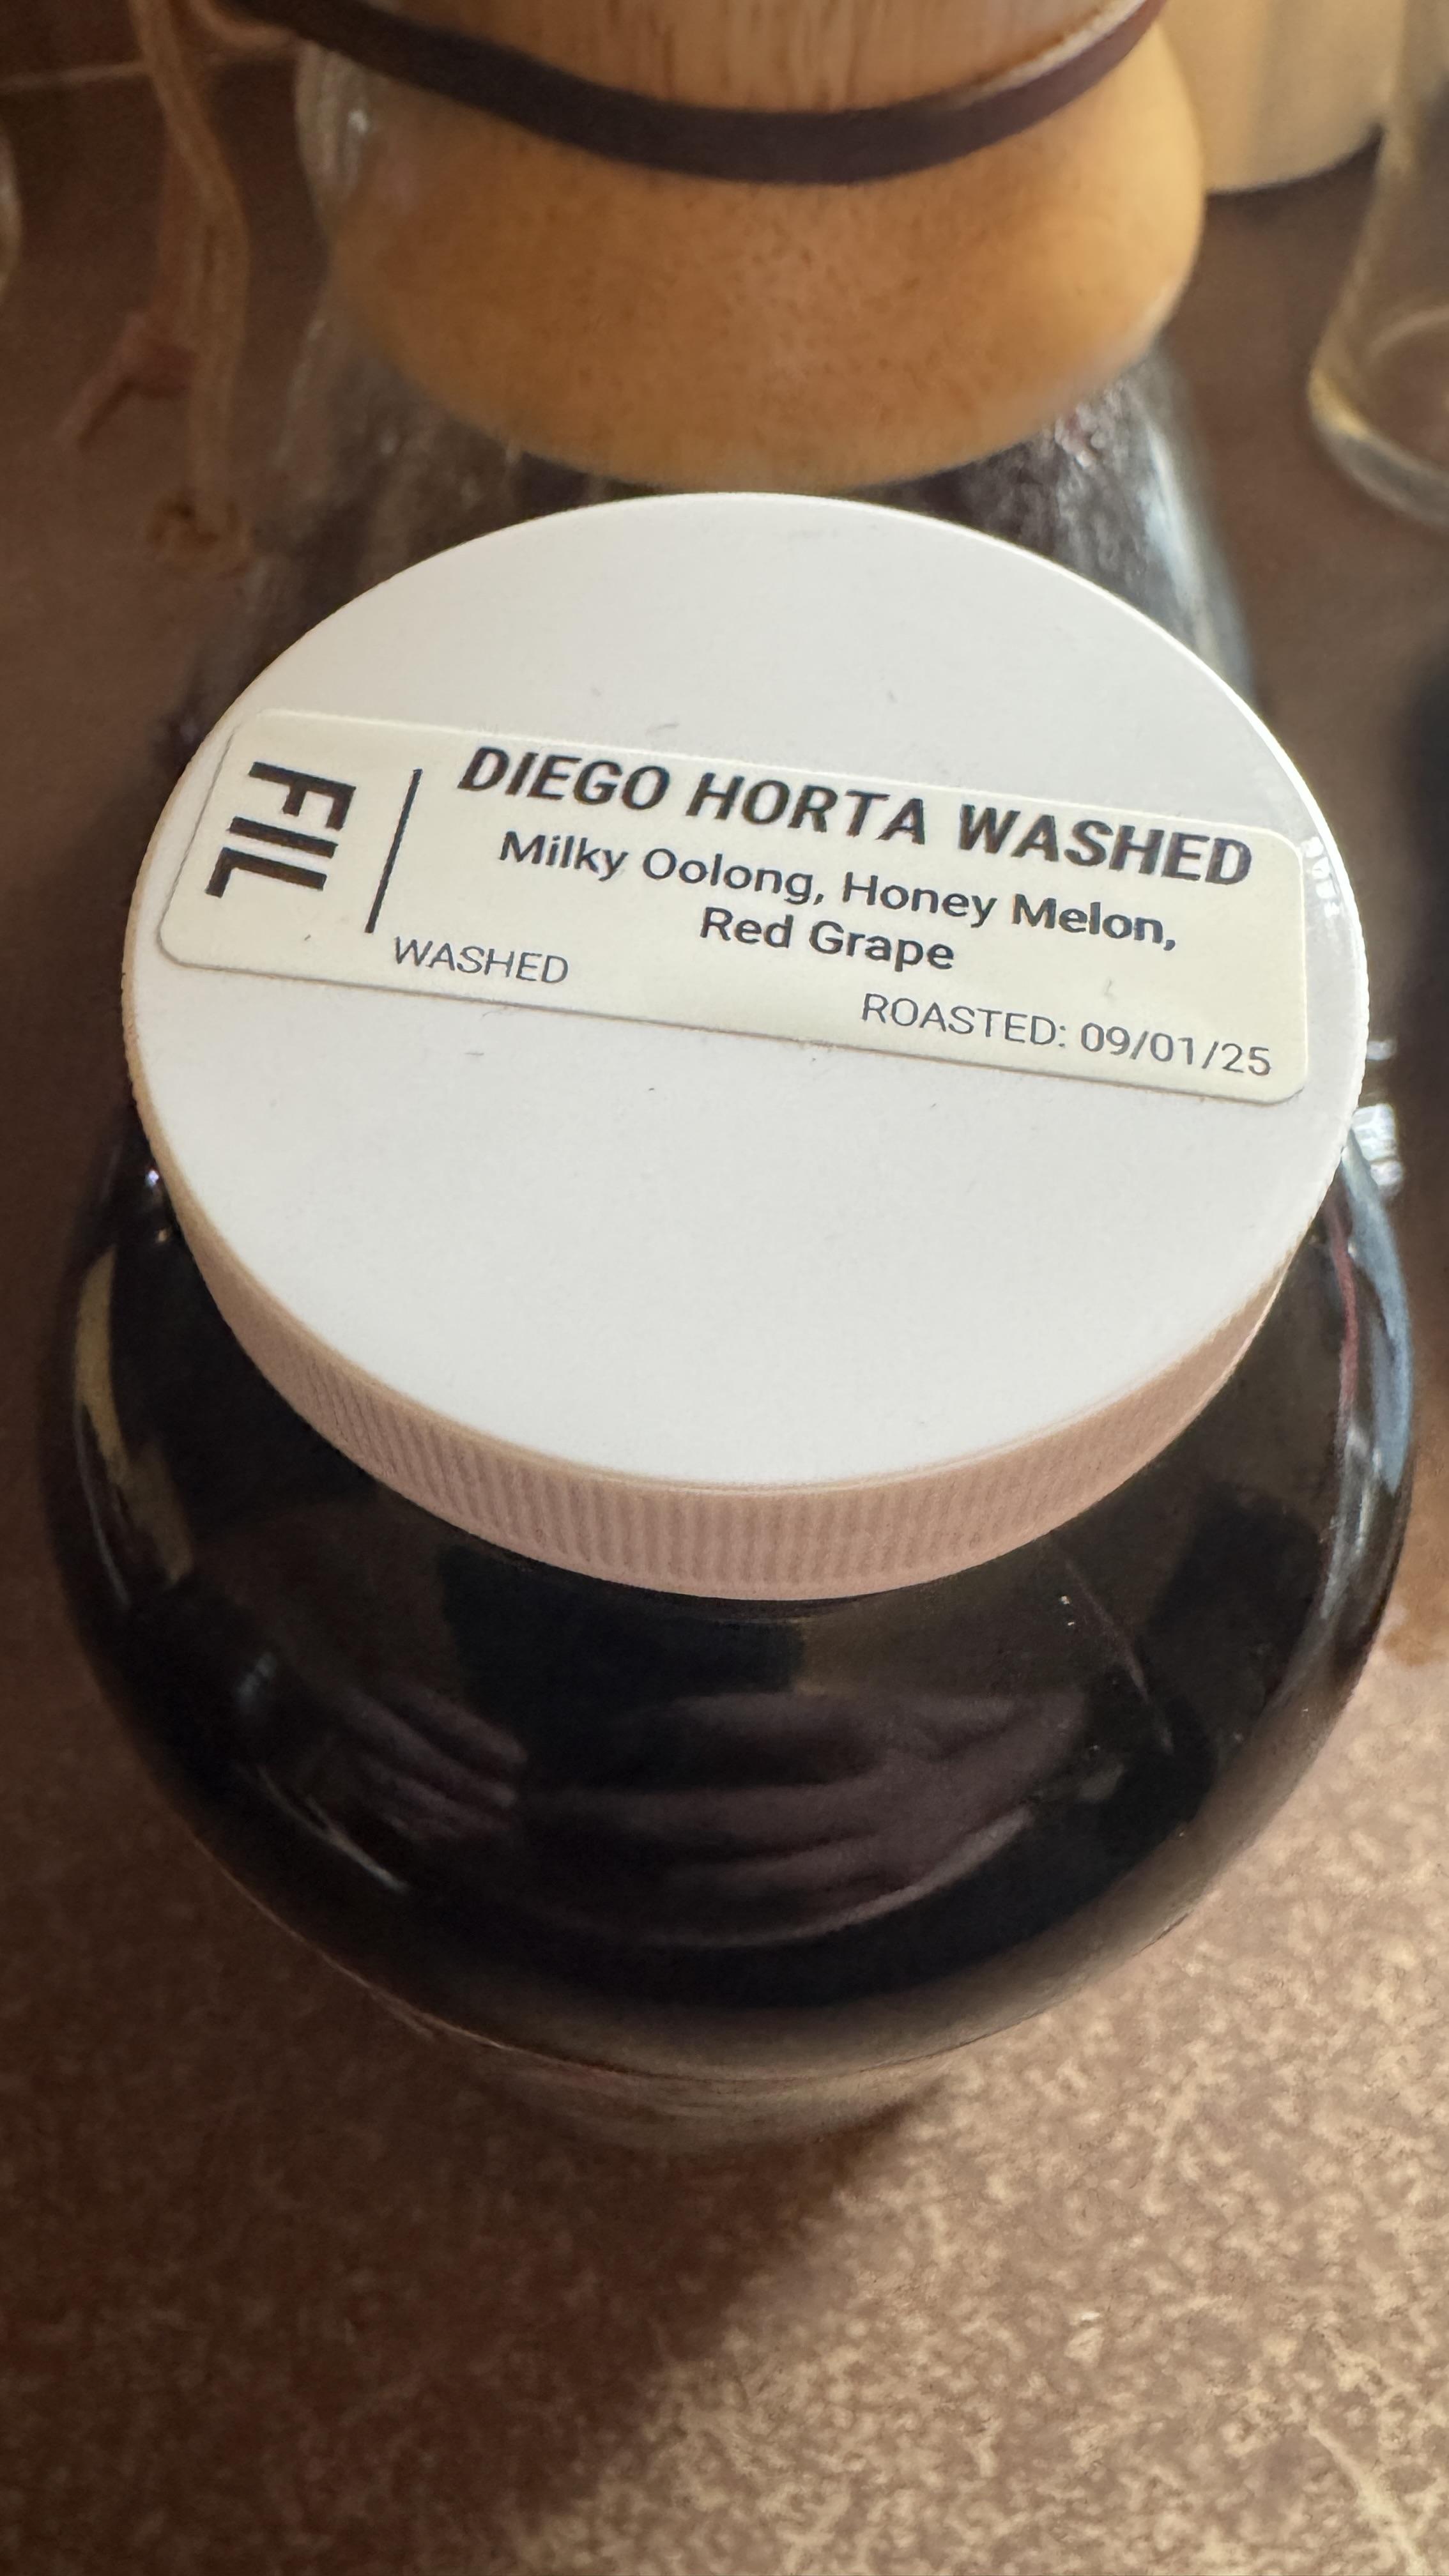 FIL
DIEGO HORTA WASHED
Milky Oolong, Honey Melon,
Red Grape
WASHED
ROASTED: 09/01/25